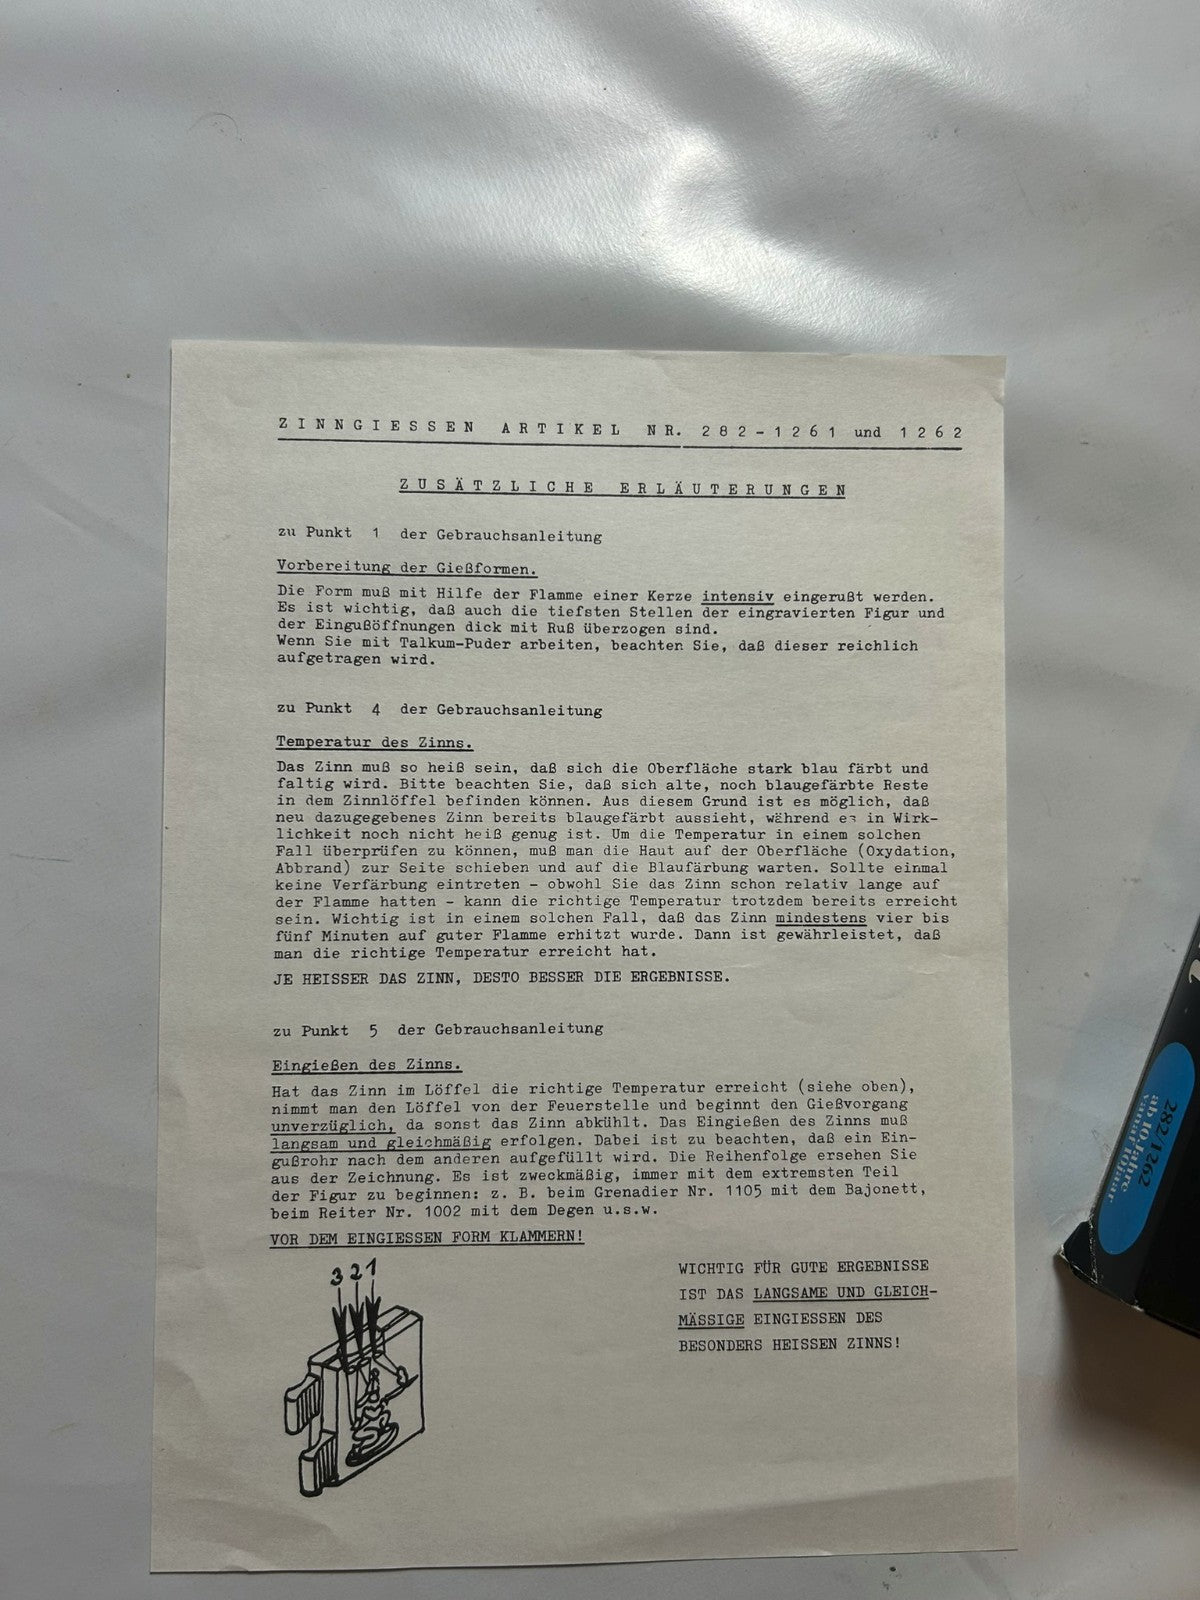 ZINNGIESSEN ARTIKEL NR. 282-1261 und 1262
ZUSÄTZLICHE ERLÄUTERUNGEN
zu Punkt 1 der Gebrauchsanleitung
Vorbereitung der Gießformen.
Die Form muß mit Hilfe der Flamme einer Kerze intensiv eingerußt werden.
Es ist wichtig, daß auch die tiefsten Stellen der eingravierten Figur und
der Eingußöffnungen dick mit Ruß überzogen sind.
Wenn Sie mit Talkum-Puder arbeiten, beachten Sie, daß dieser reichlich
aufgetragen wird.
zu Punkt 4 der Gebrauchsanleitung
Temperatur des Zinns.
Das Zinn muß so heiß sein, daß sich die Oberfläche stark blau färbt und
faltig wird. Bitte beachten Sie, daß sich alte, noch blaugefärbte Reste
in dem Zinnlöffel befinden können. Aus diesem Grund ist es möglich, daß
neu dazugegebenes Zinn bereits blaugefärbt aussieht, während es in Wirk-
lichkeit noch nicht heiß genug ist. Um die Temperatur in einem solchen
Fall überprüfen zu können, muß man die Haut auf der Oberfläche (Oxydation,
Abbrand) zur Seite schieben und auf die Blaufärbung warten. Sollte einmal
keine Verfärbung eintreten - obwohl Sie das Zinn schon relativ lange auf
der Flamme hatten - kann die richtige Temperatur trotzdem bereits erreicht
sein. Wichtig ist in einem solchen Fall, daß das Zinn mindestens vier bis
fünf Minuten auf guter Flamme erhitzt wurde. Dann ist gewährleistet, daß
man die richtige Temperatur erreicht hat.
JE HEISSER DAS ZINN, DESTO BESSER DIE ERGEBNISSE.
zu Punkt 5 der Gebrauchsanleitung
Eingießen des Zinns.
Hat das Zinn im Löffel die richtige Temperatur erreicht (siehe oben),
nimmt man den Löffel von der Feuerstelle und beginnt den Gießvorgang
unverzüglich, da sonst das Zinn abkühlt. Das Eingießen des Zinns muß
langsam und gleichmäßig erfolgen. Dabei ist zu beachten, daß ein Ein-
gußrohr nach dem anderen aufgefüllt wird. Die Reihenfolge ersehen Sie
aus der Zeichnung. Es ist zweckmäßig, immer mit dem extremsten Teil
der Figur zu beginnen: z. B. beim Grenadier Nr. 1105 mit dem Bajonett,
beim Reiter Nr. 1002 mit dem Degen u.s.w.
VOR DEM EINGIESSEN FORM KLAMMERN!
3 2 1
WICHTIG FÜR GUTE ERGEBNISSE
IST DAS LANGSAME UND GLEICH-
MÄSSIGE EINGIESSEN DES
BESONDERS HEISSEN ZINNS!
282/1262
ab 10 Jahre